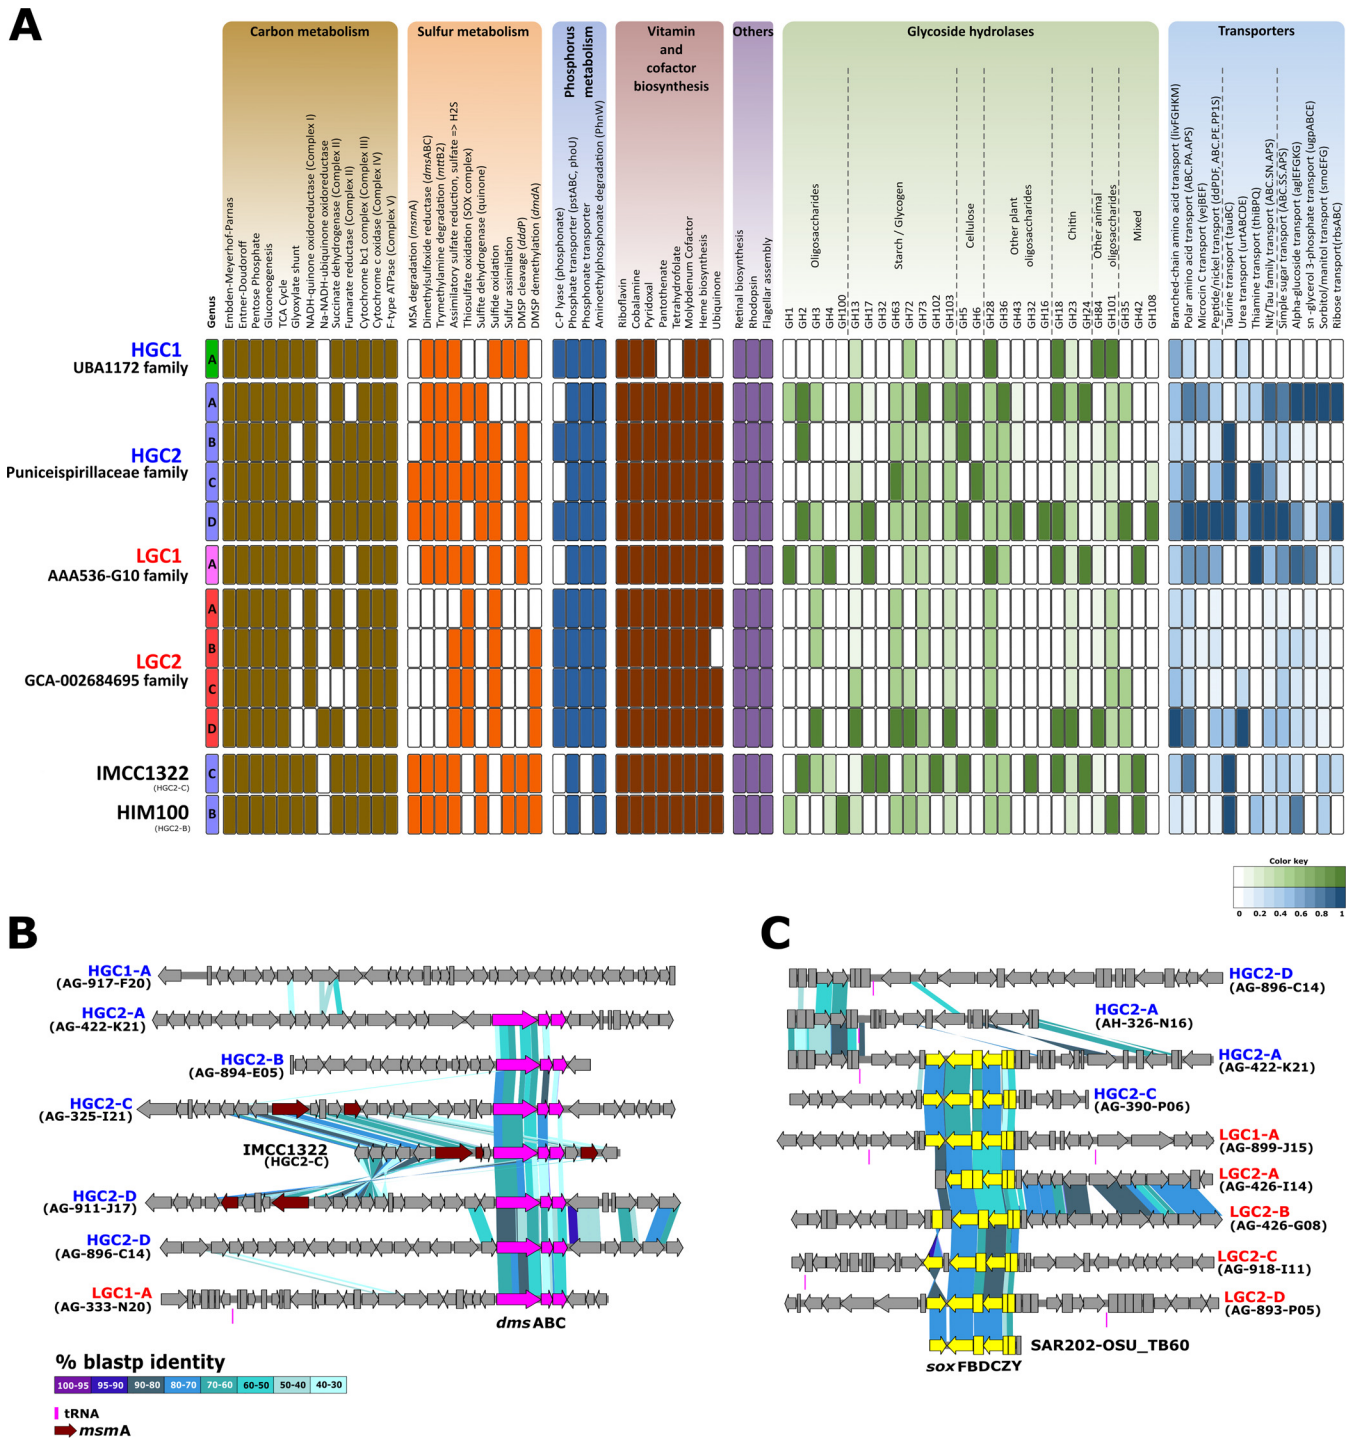 A
Carbon metabolism
Sulfur metabolism
Phosphorus
metabolism
Vitamin
and
cofactor
biosynthesis
Others
Glycoside hydrolases
Transporters
Genus
Embden-Meyerhof-Parnas
Entner-Doudoroff
Pentose Phosphate
Gluconeogenesis
TCA Cycle
Glyoxylate shunt
NADH-quinone oxidoreductase (Complex I)
Na-NADH-ubiquinone oxidoreductase
Succinate dehydrogenase (Complex II)
Fumarate reductase (Complex II)
Cytochrome bc1 complex (Complex III)
Cytochrome c oxidase (Complex IV)
F-type ATPase (Complex V)
MSA degradation (msmA)
Dimethylsulfoxide reductase (dmsABC)
Trymethylamine degradation (mttB2)
Assimilatory sulfate reduction, sulfate => H2S
Thiosulfate oxidation (SOX complex)
Sulfite dehydrogenase (quinone)
Sulfide oxidation
Sulfur assimilation
DMSP cleavage (dddP)
DMSP demethylation (dmdA)
C-P lyase (phosphonate)
Phosphate transporter (pstABC, phoU)
Phosphonate transporter
Aminoethylphosphonate degradation (PhnW)
Riboflavin
Cobalamine
Pyridoxal
Pantothenate
Tetrahydrofolate
Molybdenum Cofactor
Heme biosynthesis
Ubiquinone
Retinal biosynthesis
Rhodopsin
Flagellar assembly
Oligosaccharides
Starch / Glycogen
Cellulose
Other plant
oligosaccharides
Chitin
Other animal
oligosaccharides
Mixed
GH1
GH2
GH3
GH4
GH100
GH13
GH17
GH32
GH63
GH72
GH73
GH102
GH103
GH5
GH6
GH28
GH36
GH43
GH32
GH16
GH18
GH23
GH24
GH84
GH101
GH35
GH42
GH108
Branched-chain amino acid transport (livFGHKM)
Polar amino acid transport (ABC.PA.APS)
Microcin C transport (yejBEF)
Peptide/nickel transport (ddPDF, ABC.PE.PP1S)
Taurine transport (tauBC)
Urea transport (urtABCDE)
Thiamine transport (thiBPQ)
Nit/Tau family transport (ABC.SN.APS)
Simple sugar transport (ABC.SS.APS)
Alpha-glucoside transport (aglEFGKG)
sn -glycerol 3-phosphate transport (ugpABCE)
Sorbitol/manitol transport (smoEFG)
Ribose transport(rbsABC)
HGC1
UBA1172 family
A
HGC2
Puniceispirillaceae family
A
B
C
D
LGC1
AAA536-G10 family
A
LGC2
GCA-002684695 family
A
B
C
D
IMCC1322
(HGC2-C)
C
HIM100
(HGC2-B)
B
Color key
0 0.2 0.4 0.6 0.8 1
B
HGC1-A
(AG-917-F20)
HGC2-A
(AG-422-K21)
HGC2-B
(AG-894-E05)
HGC2-C
(AG-325-I21)
IMCC1322
(HGC2-C)
HGC2-D
(AG-911-J17)
HGC2-D
(AG-896-C14)
LGC1-A
(AG-333-N20)
dmsABC
% blastp identity
100-95 95-90 90-80 80-70 70-60 60-50 50-40 40-30
tRNA
msmA
C
HGC2-D
(AG-896-C14)
HGC2-A
(AH-326-N16)
HGC2-A
(AG-422-K21)
HGC2-C
(AG-390-P06)
LGC1-A
(AG-899-J15)
LGC2-A
(AG-426-I14)
LGC2-B
(AG-426-G08)
LGC2-C
(AG-918-I11)
LGC2-D
(AG-893-P05)
SAR202-OSU_TB60
soxFBDCZY